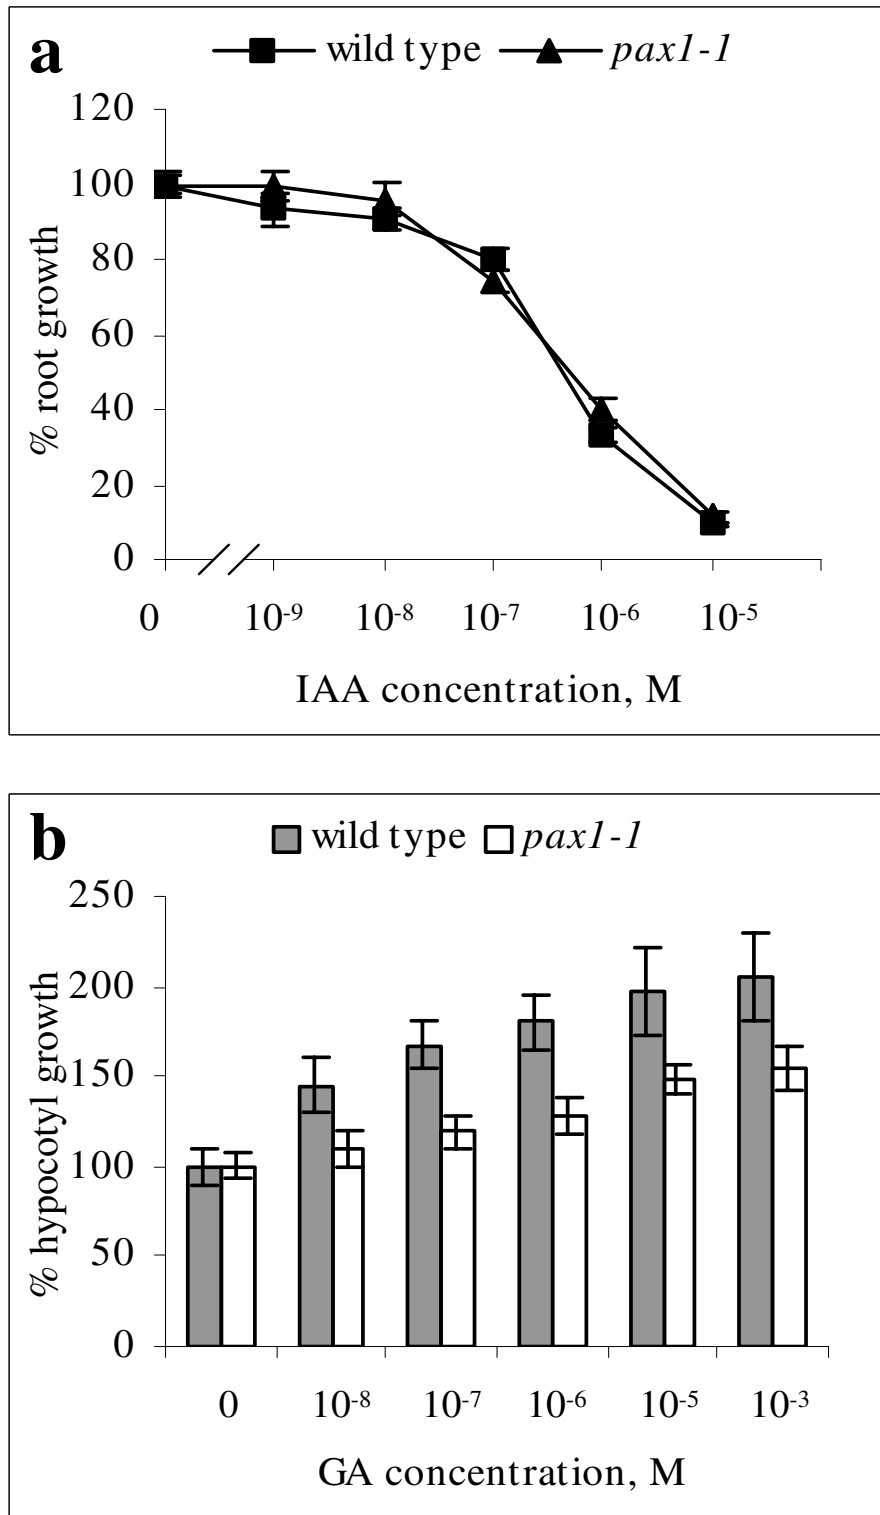 a
wild type pax1-1
120
100
80
60
40
20
0
% root growth
0 10-9 10-8 10-7 10-6 10-5
IAA concentration, M
b
wild type pax1-1
250
200
150
100
50
0
% hypocotyl growth
0 10-8 10-7 10-6 10-5 10-3
GA concentration, M